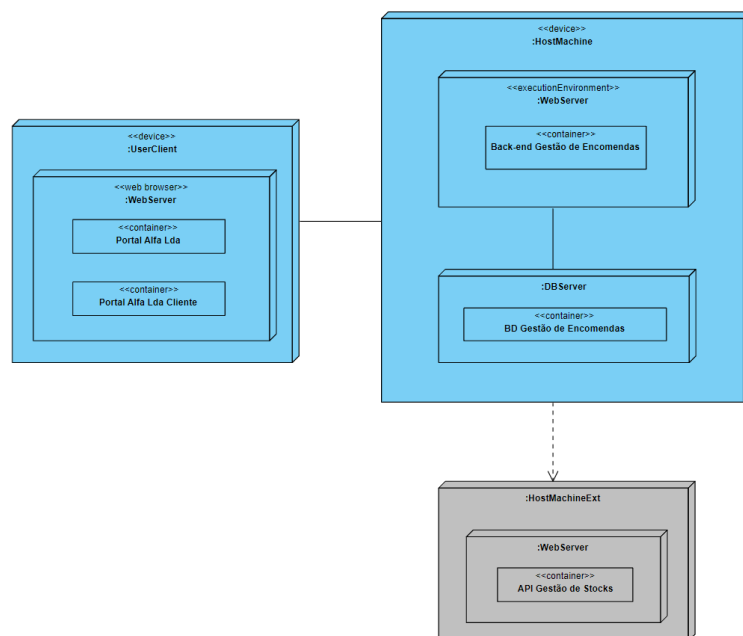 <<device>>
:HostMachine
<<executionEnvironment>>
:WebServer
<<container>>
Back-end Gestão de Encomendas
<<device>>
:UserClient
<<web browser>>
:WebServer
<<container>>
Portal Alfa Lda
<<container>>
Portal Alfa Lda Cliente
:DBServer
<<container>>
BD Gestão de Encomendas
:HostMachineExt
:WebServer
<<container>>
API Gestão de Stocks